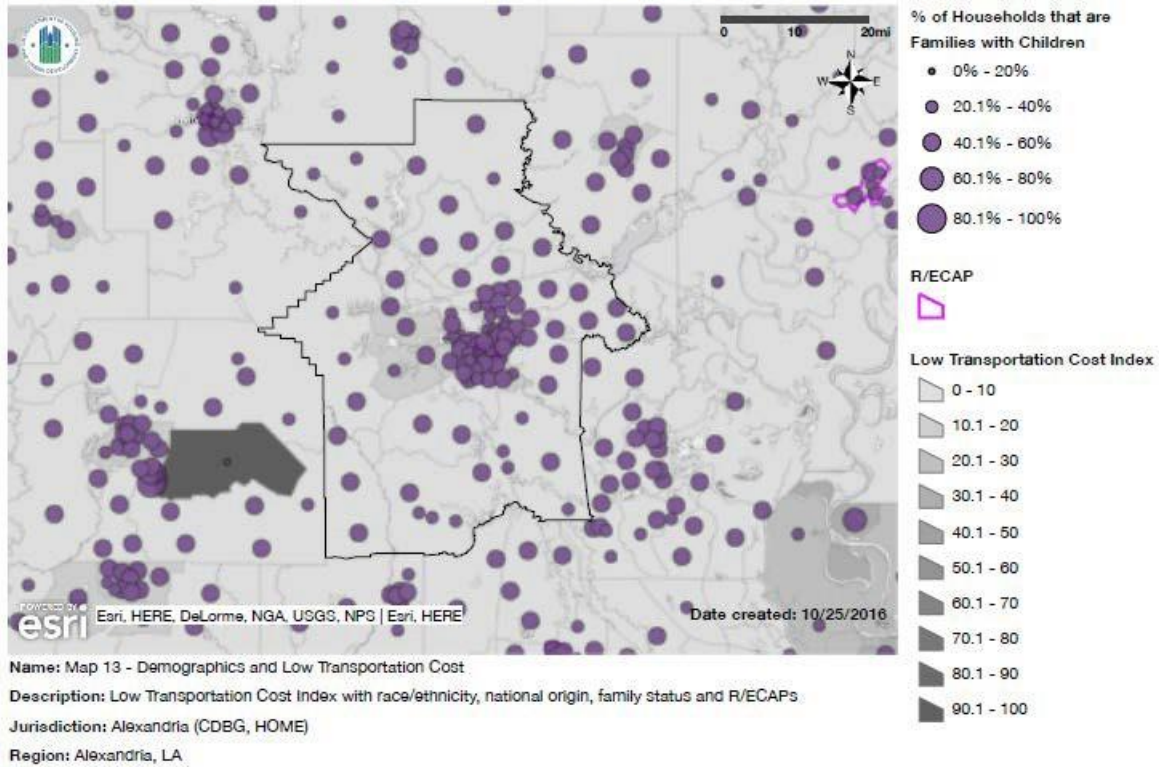 0 10 20mi
N
W E
S
POWERED BY
esri
Esri, HERE, DeLorme, NGA, USGS, NPS | Esri, HERE
Date created: 10/25/2016
% of Households that are
Families with Children
0% - 20%
20.1% - 40%
40.1% - 60%
60.1% - 80%
80.1% - 100%
R/ECAP
Low Transportation Cost Index
0 - 10
10.1 - 20
20.1 - 30
30.1 - 40
40.1 - 50
50.1 - 60
60.1 - 70
70.1 - 80
80.1 - 90
90.1 - 100
Name: Map 13 - Demographics and Low Transportation Cost
Description: Low Transportation Cost Index with race/ethnicity, national origin, family status and R/ECAPs
Jurisdiction: Alexandria (CDBG, HOME)
Region: Alexandria, LA